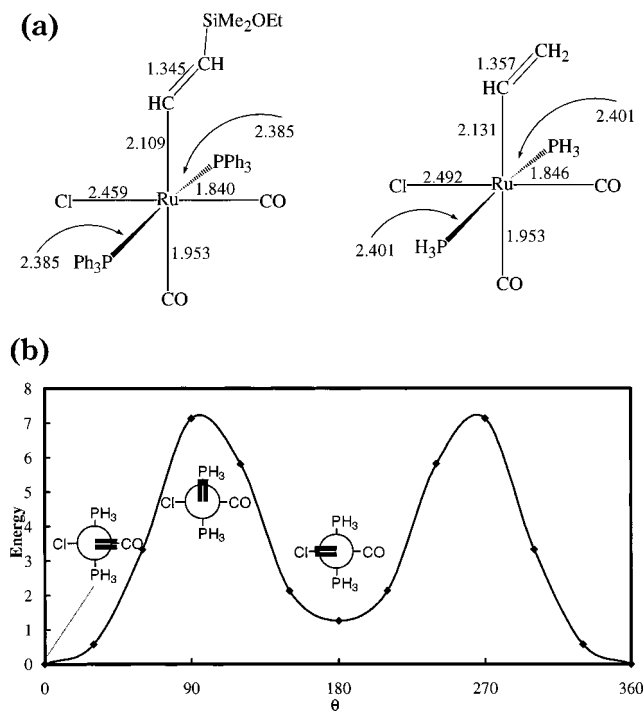 (a)
SiMe2OEt
1.345
CH
HC
2.109
2.385
PPh3
Cl
2.459
Ru
1.840
CO
2.385
Ph3P
1.953
CO
1.357
CH2
HC
2.131
2.401
PH3
Cl
2.492
Ru
1.846
CO
2.401
H3P
1.953
CO
(b)
8
7
6
5
4
3
2
1
0
Energy
PH3
Cl
CO
PH3
PH3
Cl
CO
PH3
PH3
Cl
CO
PH3
0 90 180 270 360
θ